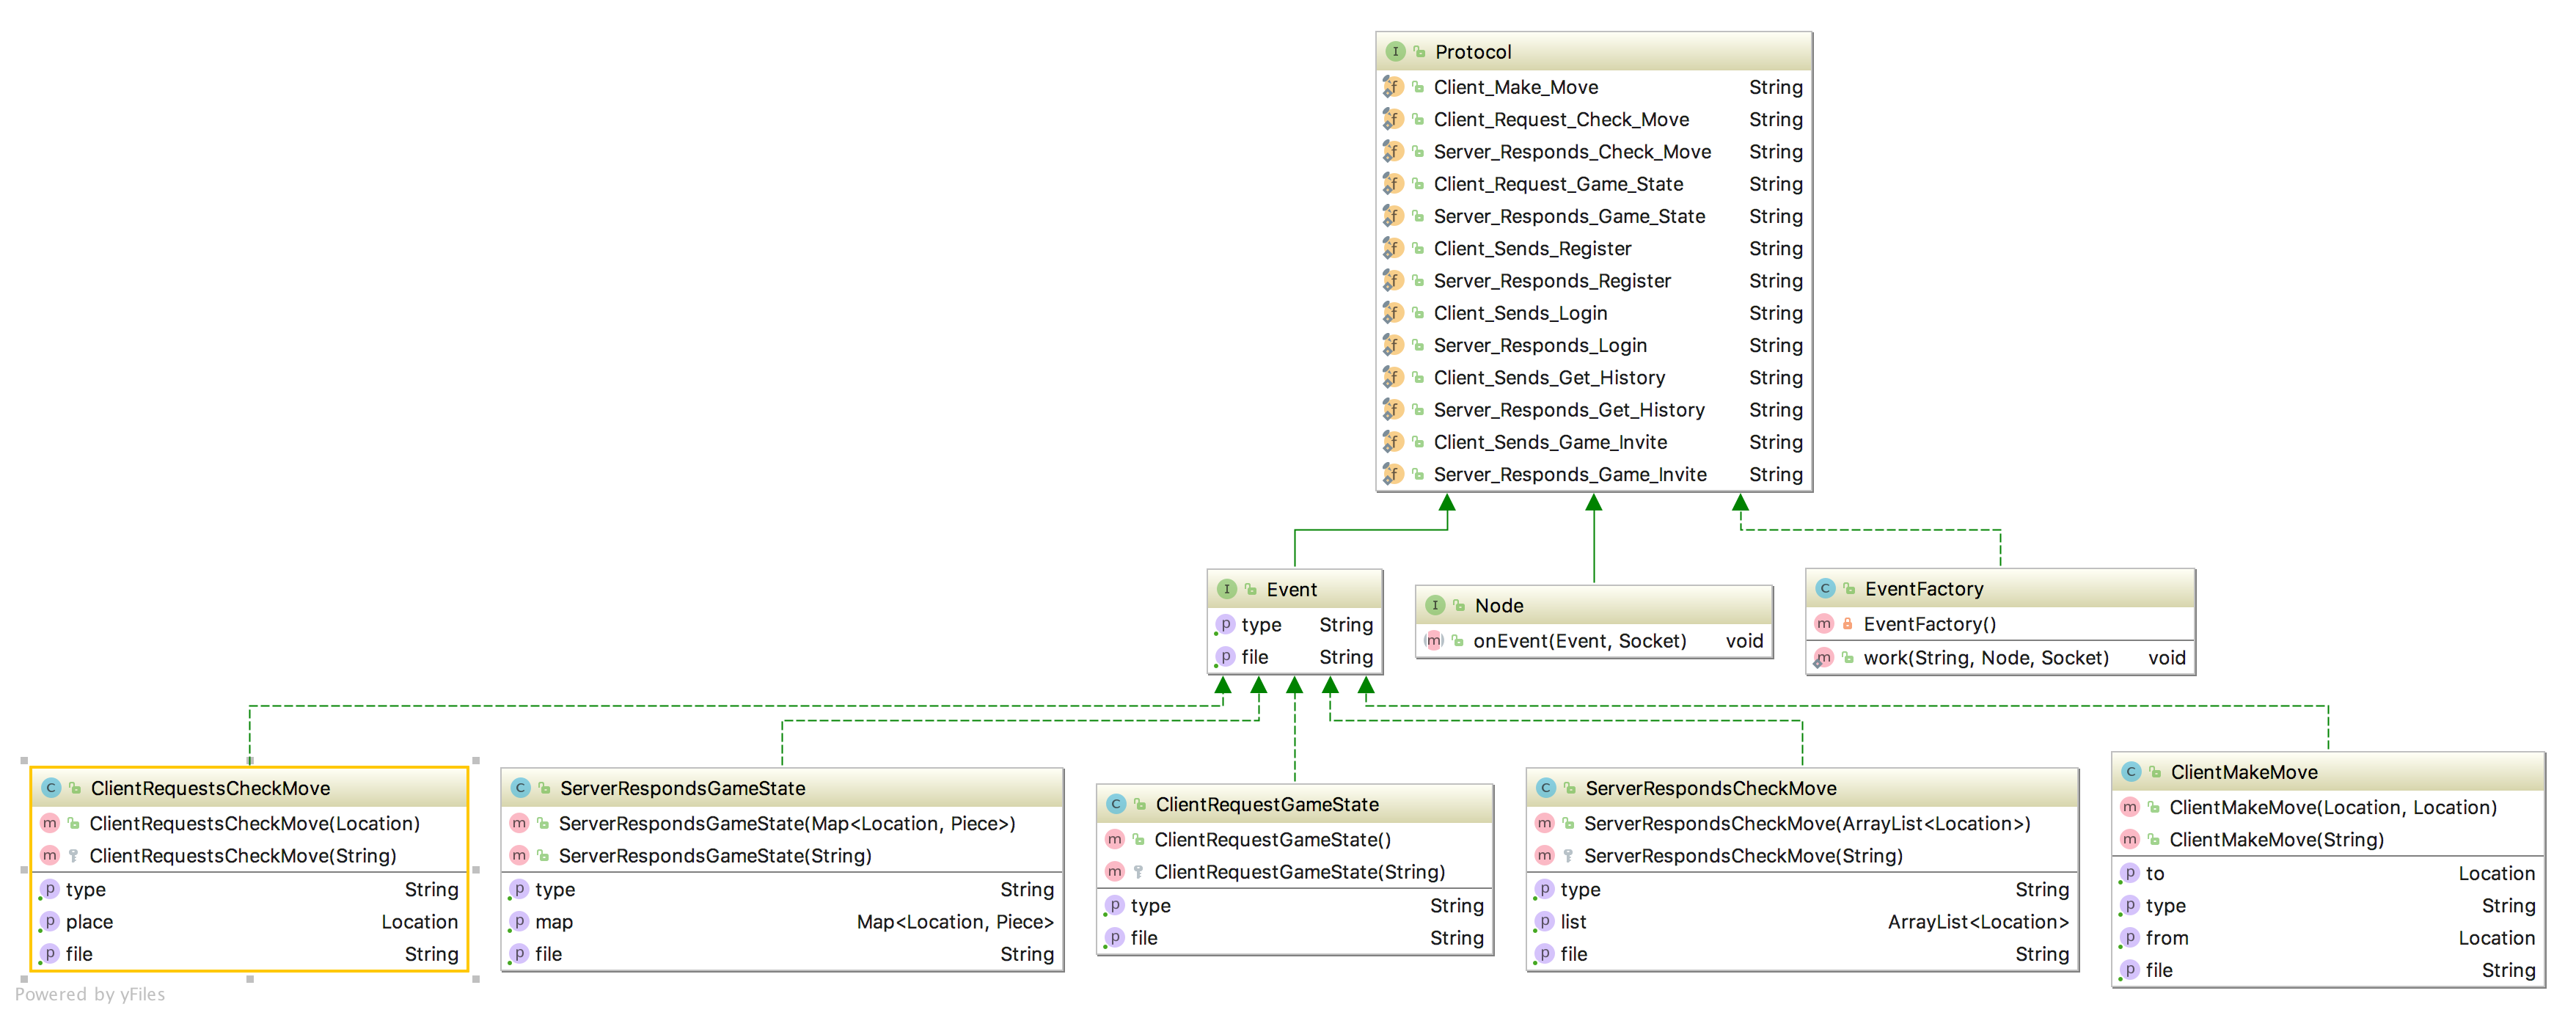 Protocol
Client_Make_Move String
Client_Request_Check_Move String
Server_Responds_Check_Move String
Client_Request_Game_State String
Server_Responds_Game_State String
Client_Sends_Register String
Server_Responds_Register String
Client_Sends_Login String
Server_Responds_Login String
Client_Sends_Get_History String
Server_Responds_Get_History String
Client_Sends_Game_Invite String
Server_Responds_Game_Invite String
Event
type String
file String
Node
onEvent(Event, Socket) void
EventFactory
EventFactory()
work(String, Node, Socket) void
ClientRequestsCheckMove
ClientRequestsCheckMove(Location)
ClientRequestsCheckMove(String)
type String
place Location
file String
ServerRespondsGameState
ServerRespondsGameState(Map<Location, Piece>)
ServerRespondsGameState(String)
type String
map Map<Location, Piece>
file String
ClientRequestGameState
ClientRequestGameState()
ClientRequestGameState(String)
type String
file String
ServerRespondsCheckMove
ServerRespondsCheckMove(ArrayList<Location>)
ServerRespondsCheckMove(String)
type String
list ArrayList<Location>
file String
ClientMakeMove
ClientMakeMove(Location, Location)
ClientMakeMove(String)
to Location
type String
from Location
file String
Powered by yFiles